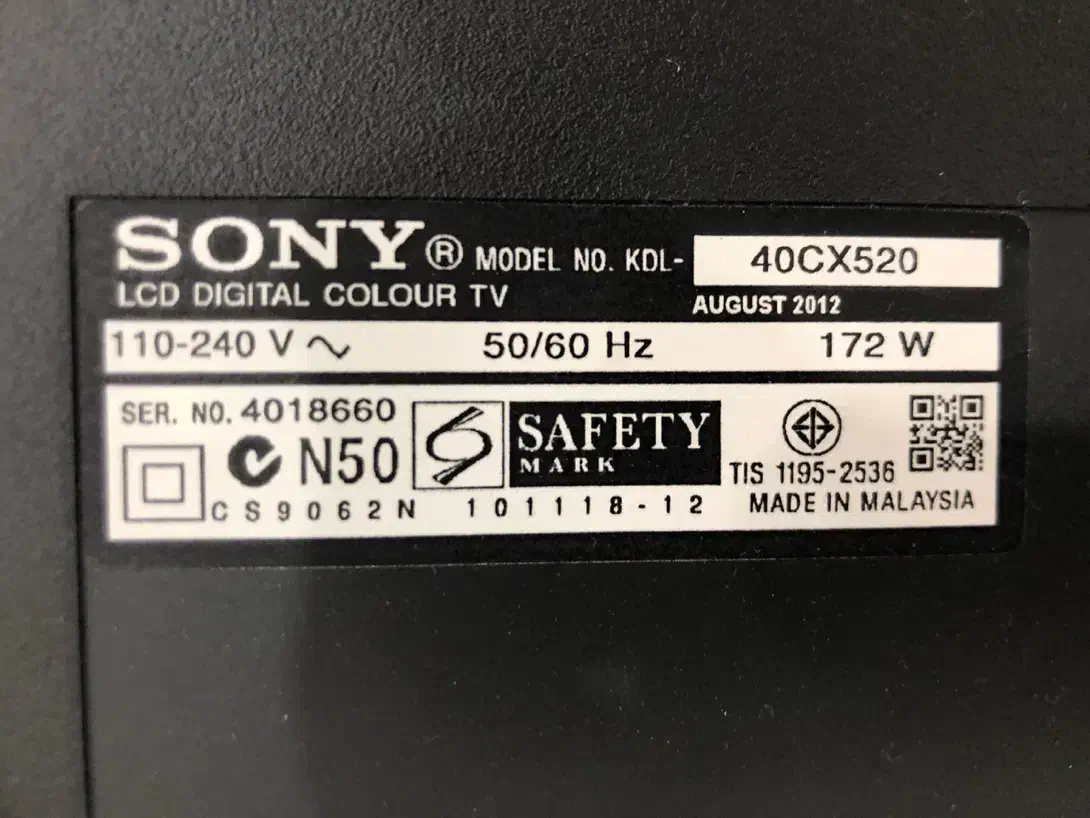 SONY® MODEL NO. KDL- 40CX520
LCD DIGITAL COLOUR TV AUGUST 2012
110-240 V ~ 50/60 Hz 172 W
SER. NO. 4018660
N50 SAFETY
MARK
TIS 1195-2536
CS9062N 101118-12 MADE IN MALAYSIA